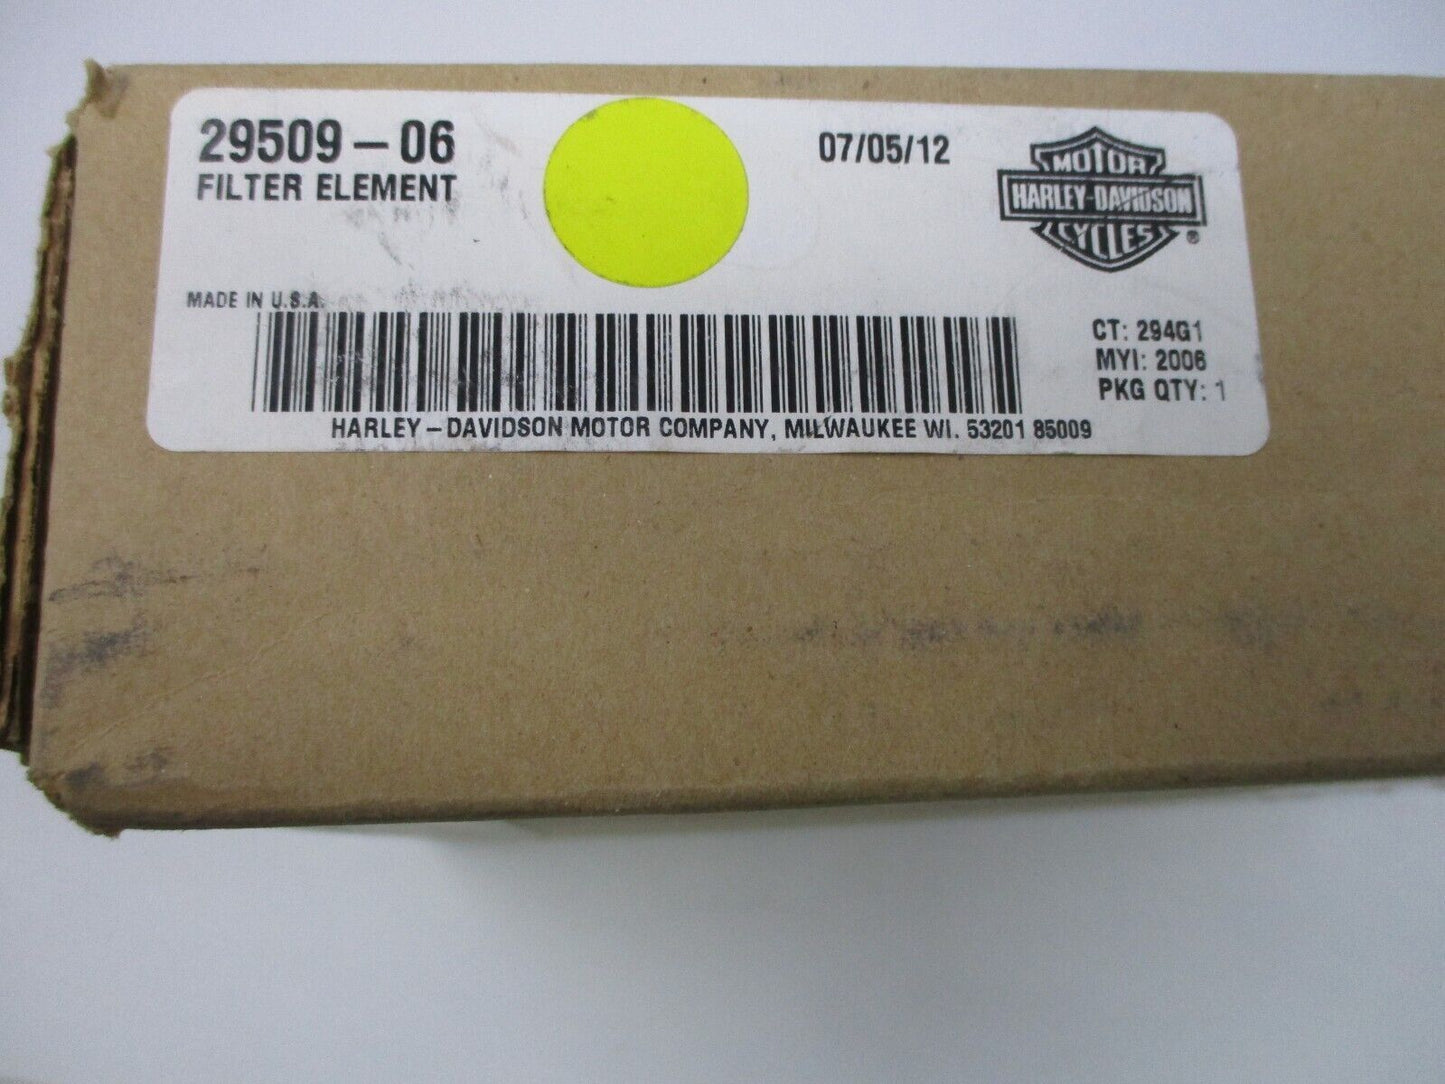 29509-06
FILTER ELEMENT
07/05/12
MOTOR
HARLEY-DAVIDSON
CYCLES
®
MADE IN U.S.A.
CT: 294G1
MYI: 2006
PKG QTY: 1
HARLEY-DAVIDSON MOTOR COMPANY, MILWAUKEE WI. 53201 85009